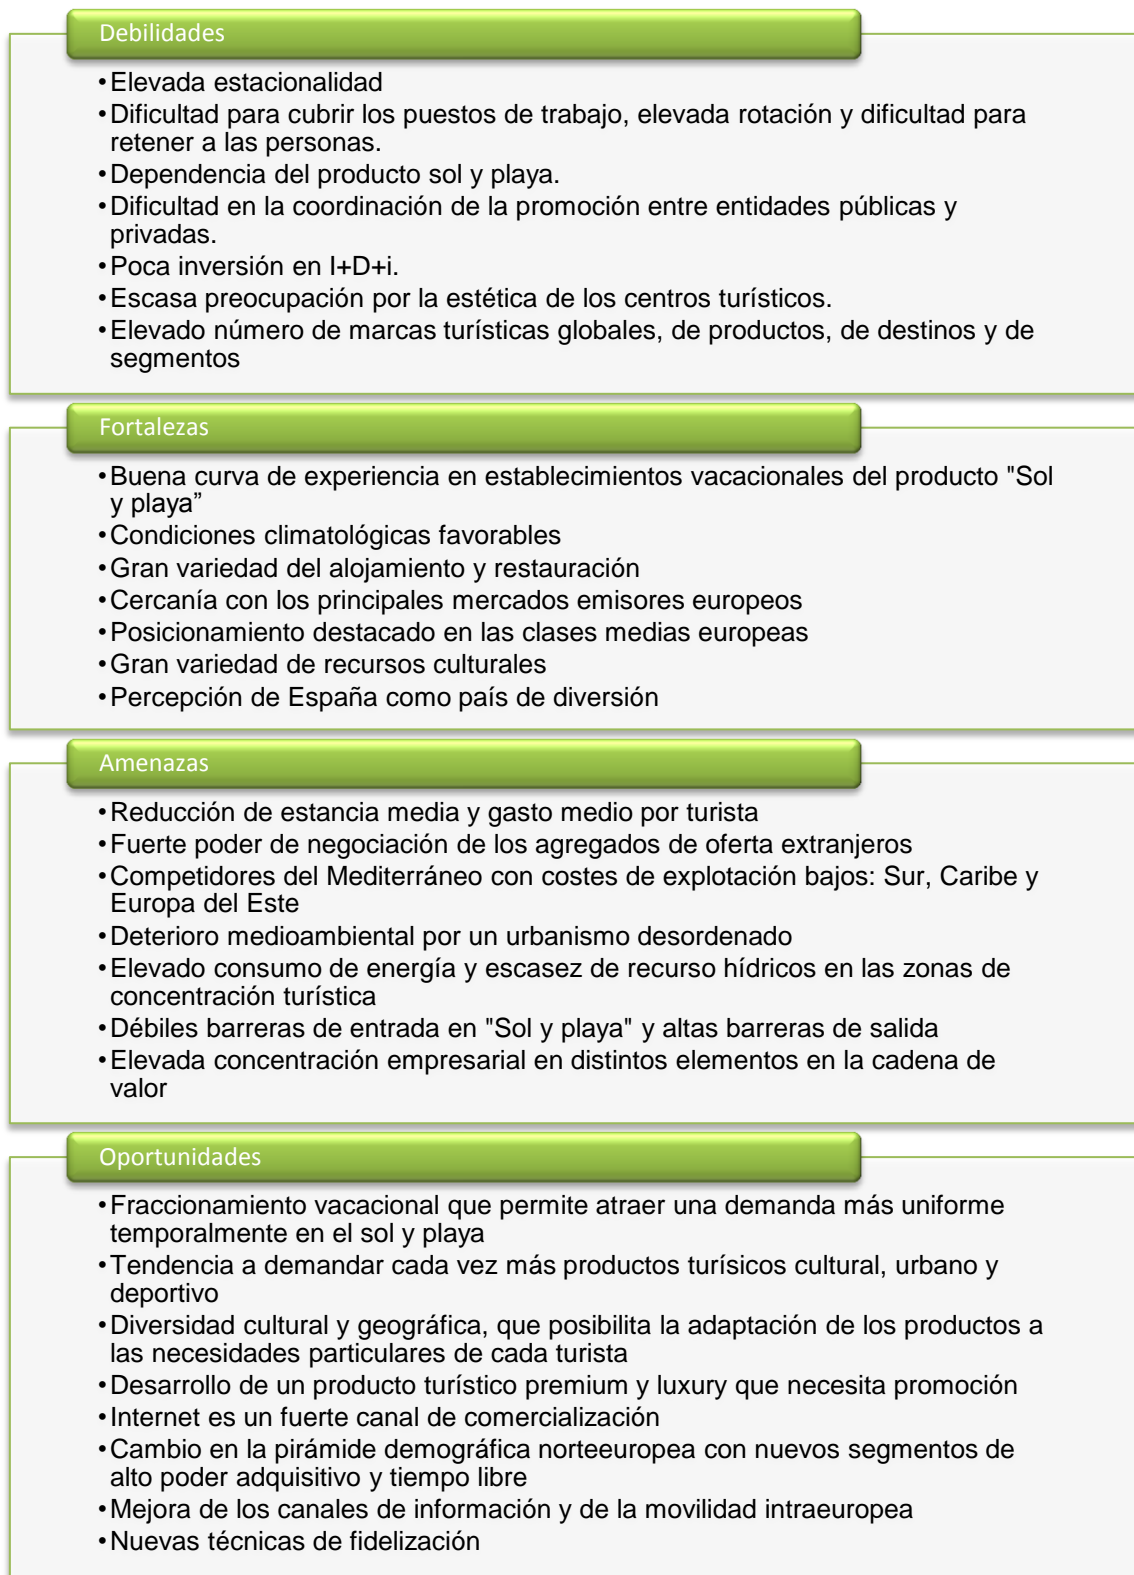 Debilidades
•Elevada estacionalidad
•Dificultad para cubrir los puestos de trabajo, elevada rotación y dificultad para
retener a las personas.
•Dependencia del producto sol y playa.
•Dificultad en la coordinación de la promoción entre entidades públicas y
privadas.
•Poca inversión en I+D+i.
•Escasa preocupación por la estética de los centros turísticos.
•Elevado número de marcas turísticas globales, de productos, de destinos y de
segmentos
Fortalezas
•Buena curva de experiencia en establecimientos vacacionales del producto "Sol
y playa”
•Condiciones climatológicas favorables
•Gran variedad del alojamiento y restauración
•Cercanía con los principales mercados emisores europeos
•Posicionamiento destacado en las clases medias europeas
•Gran variedad de recursos culturales
•Percepción de España como país de diversión
Amenazas
•Reducción de estancia media y gasto medio por turista
•Fuerte poder de negociación de los agregados de oferta extranjeros
•Competidores del Mediterráneo con costes de explotación bajos: Sur, Caribe y
Europa del Este
•Deterioro medioambiental por un urbanismo desordenado
•Elevado consumo de energía y escasez de recurso hídricos en las zonas de
concentración turística
•Débiles barreras de entrada en "Sol y playa" y altas barreras de salida
•Elevada concentración empresarial en distintos elementos en la cadena de
valor
Oportunidades
•Fraccionamiento vacacional que permite atraer una demanda más uniforme
temporalmente en el sol y playa
•Tendencia a demandar cada vez más productos turísicos cultural, urbano y
deportivo
•Diversidad cultural y geográfica, que posibilita la adaptación de los productos a
las necesidades particulares de cada turista
•Desarrollo de un producto turístico premium y luxury que necesita promoción
•Internet es un fuerte canal de comercialización
•Cambio en la pirámide demográfica norteeuropea con nuevos segmentos de
alto poder adquisitivo y tiempo libre
•Mejora de los canales de información y de la movilidad intraeuropea
•Nuevas técnicas de fidelización